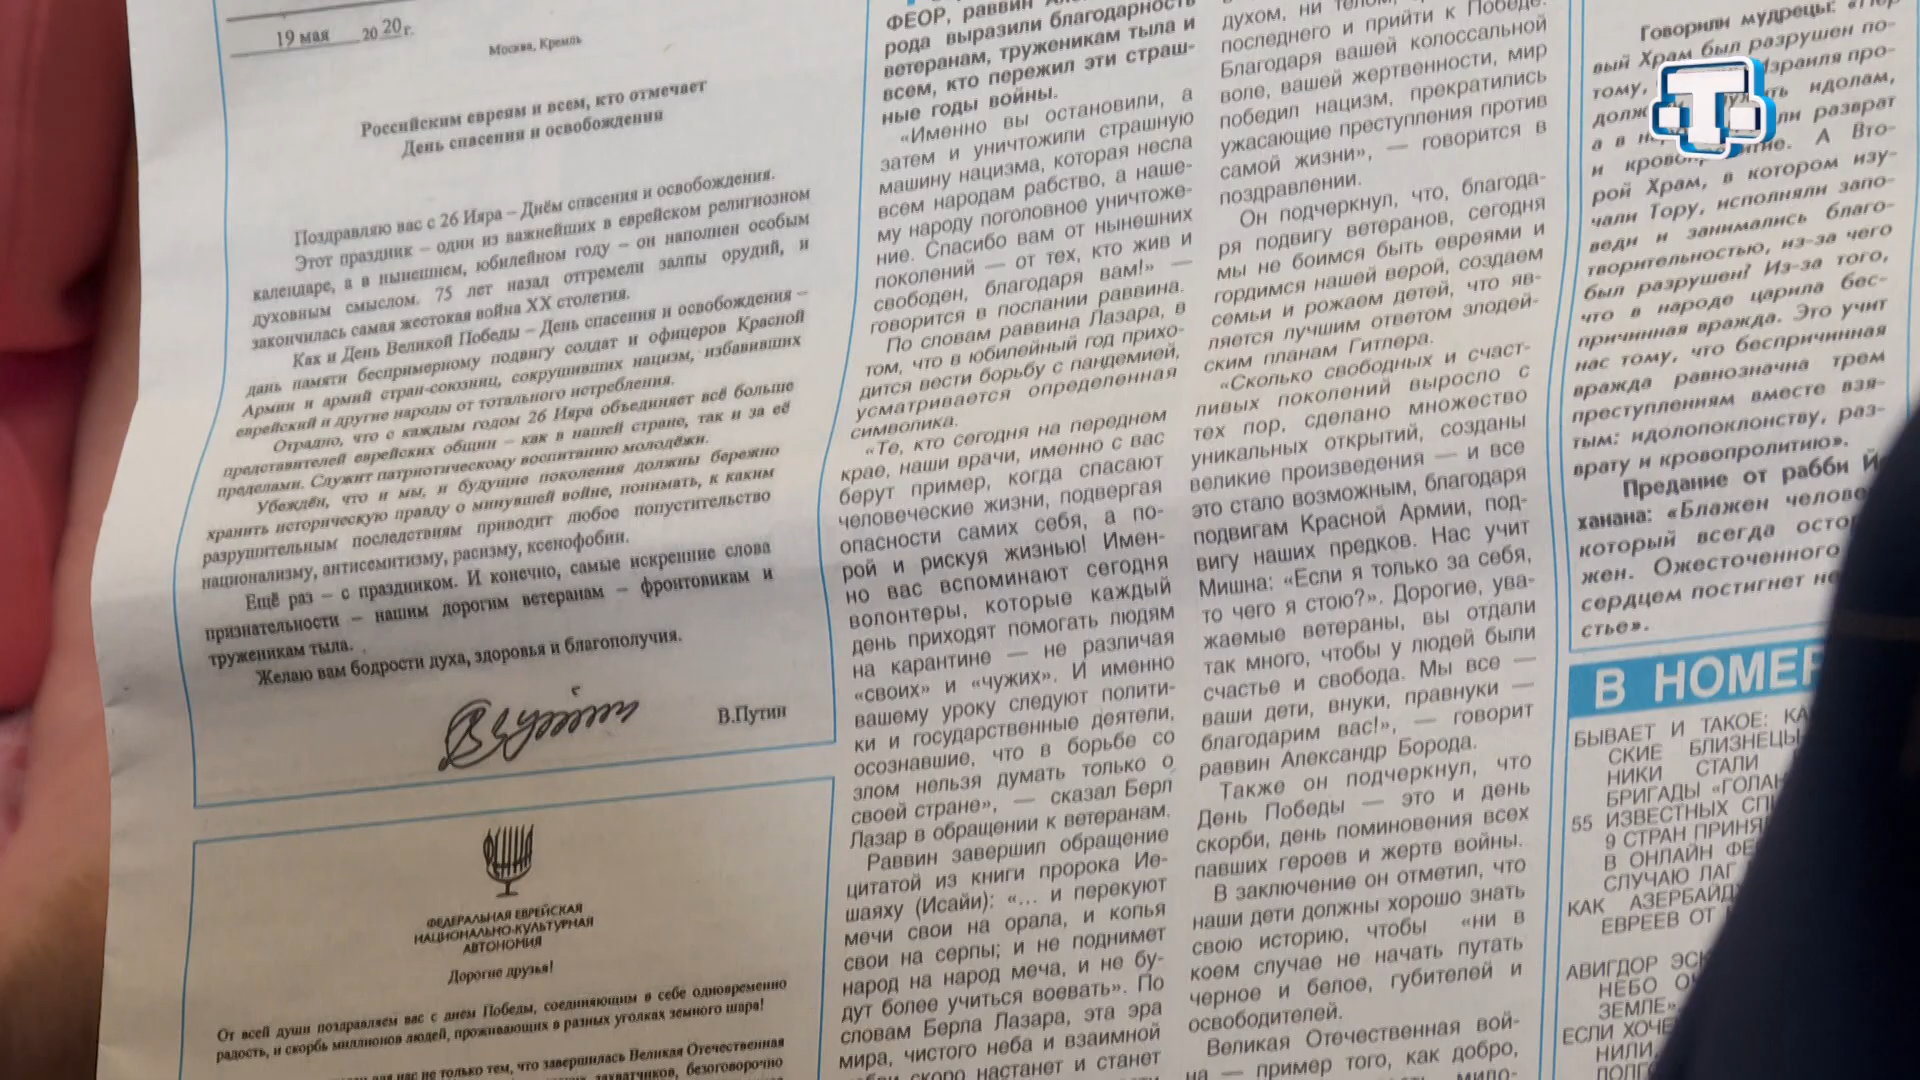 19 мая 2020 г.
Москва, Кремль
Российским евреям и всем, кто отмечает
День спасения и освобождения
Поздравляю вас с 26 Ияра – Днём спасения и освобождения.
Этот праздник – один из важнейших в еврейском религиозном
календаре, а в нынешнем, юбилейном году – он наполнен особым
духовным смыслом. 75 лет назад отгремели залпы орудий, и
закончилась самая жестокая война XX столетия.
Как и День Великой Победы – День спасения и освобождения –
дань памяти беспримерному подвигу солдат и офицеров Красной
Армии и армий стран-союзниц, сокрушивших нацизм, избавивших
еврейский и другие народы от тотального истребления.
Отрадно, что с каждым годом 26 Ияра объединяет всё больше
представителей еврейских общин – как в нашей стране, так и за её
пределами. Служит патриотическому воспитанию молодёжи.
Убеждён, что и мы, и будущие поколения должны бережно
хранить историческую правду о минувшей войне, понимать, к каким
разрушительным последствиям приводит любое попустительство
национализму, антисемитизму, расизму, ксенофобии.
Ещё раз – с праздником. И конечно, самые искренние слова
признательности – нашим дорогим ветеранам – фронтовикам и
труженикам тыла.
Желаю вам бодрости духа, здоровья и благополучия.
В.Путин
ФЕДЕРАЛЬНАЯ ЕВРЕЙСКАЯ
НАЦИОНАЛЬНО-КУЛЬТУРНАЯ
АВТОНОМИЯ
Дорогие друзья!
От всей души поздравляем вас с днем Победы, соединяющим в себе одновременно
радость, и скорбь миллионов людей, проживающих в разных уголках земного шара!
для нас не только тем, что завершилась Великая Отечественная
захватчиков, безоговорочно
ФЕОР, раввин
рода выразили благодарность
ветеранам, труженикам тыла и
всем, кто пережил эти страш-
ные годы войны.
«Именно вы остановили, а
затем и уничтожили страшную
машину нацизма, которая несла
всем народам рабство, а наше-
му народу поголовное уничтоже-
ние. Спасибо вам от нынешних
поколений — от тех, кто жив и
свободен, благодаря вам!» —
говорится в послании раввина.
По словам раввина Лазара, в
том, что в юбилейный год прихо-
дится вести борьбу с пандемией,
усматривается определенная
символика.
«Те, кто сегодня на переднем
крае, наши врачи, именно с вас
берут пример, когда спасают
человеческие жизни, подвергая
опасности самих себя, а по-
рой и рискуя жизнью! Имен-
но вас вспоминают сегодня
волонтеры, которые каждый
день приходят помогать людям
на карантине — не различая
«своих» и «чужих». И именно
вашему уроку следуют полити-
ки и государственные деятели,
осознавшие, что в борьбе со
злом нельзя думать только о
своей стране», — сказал Берл
Лазар в обращении к ветеранам.
Раввин завершил обращение
цитатой из книги пророка Ие-
шаяху (Исайи): «... и перекуют
мечи свои на орала, и копья
свои на серпы; и не поднимет
народ на народ меча, и не бу-
дут более учиться воевать». По
словам Берла Лазара, эта эра
мира, чистого неба и взаимной
скоро настанет и станет
духом, ни
последнего и прийти к Победе.
Благодаря вашей колоссальной
воле, вашей жертвенности, мир
победил нацизм, прекратились
ужасающие преступления против
самой жизни», — говорится в
поздравлении.
Он подчеркнул, что, благода-
ря подвигу ветеранов, сегодня
мы не боимся быть евреями и
гордимся нашей верой, создаем
семьи и рожаем детей, что яв-
ляется лучшим ответом злодей-
ским планам Гитлера.
«Сколько свободных и счаст-
ливых поколений выросло с
тех пор, сделано множество
уникальных открытий, созданы
великие произведения — и все
это стало возможным, благодаря
подвигам Красной Армии, под-
вигу наших предков. Нас учит
Мишна: «Если я только за себя,
то чего я стою?». Дорогие, ува-
жаемые ветераны, вы отдали
так много, чтобы у людей были
счастье и свобода. Мы все —
ваши дети, внуки, правнуки —
благодарим вас!», — говорит
раввин Александр Борода.
Также он подчеркнул, что
День Победы — это и день
скорби, день поминовения всех
павших героев и жертв войны.
В заключение он отметил, что
наши дети должны хорошо знать
свою историю, чтобы «ни в
коем случае не начать путать
черное и белое, губителей и
освободителей.
Великая Отечественная вой-
на — пример того, как добро,
Говорили мудрецы:
вый Храм был разрушен по-
тому, Израиля про-
идолам,
разврат
а в
и А Вто-
рой Храм, в котором изу-
чали Тору, исполняли запо-
веди и занимались благо-
творительностью, из-за чего
был разрушен? Из-за того,
что в народе царила бес-
причинная вражда. Это учит
нас тому, что беспричинная
вражда равнозначна трем
преступлениям вместе взя-
тым: идолопоклонству, раз-
врату и кровопролитию».
Предание от рабби
ханана: «Блажен
который всегда
жен. Ожесточенного
сердцем постигнет
стье».
В НОМЕР
БЫВАЕТ И ТАКОЕ:
СКИЕ БЛИЗНЕЦЫ
НИКИ СТАЛИ
БРИГАДЫ
55 ИЗВЕСТНЫХ
9 СТРАН
В ОНЛАЙН
СЛУЧАЮ ЛАГ
КАК
ЕВРЕЕВ ОТ
АВИГДОР
НЕБО
ЗЕМЛЕ»
ЕСЛИ
НИЛИ,
Т